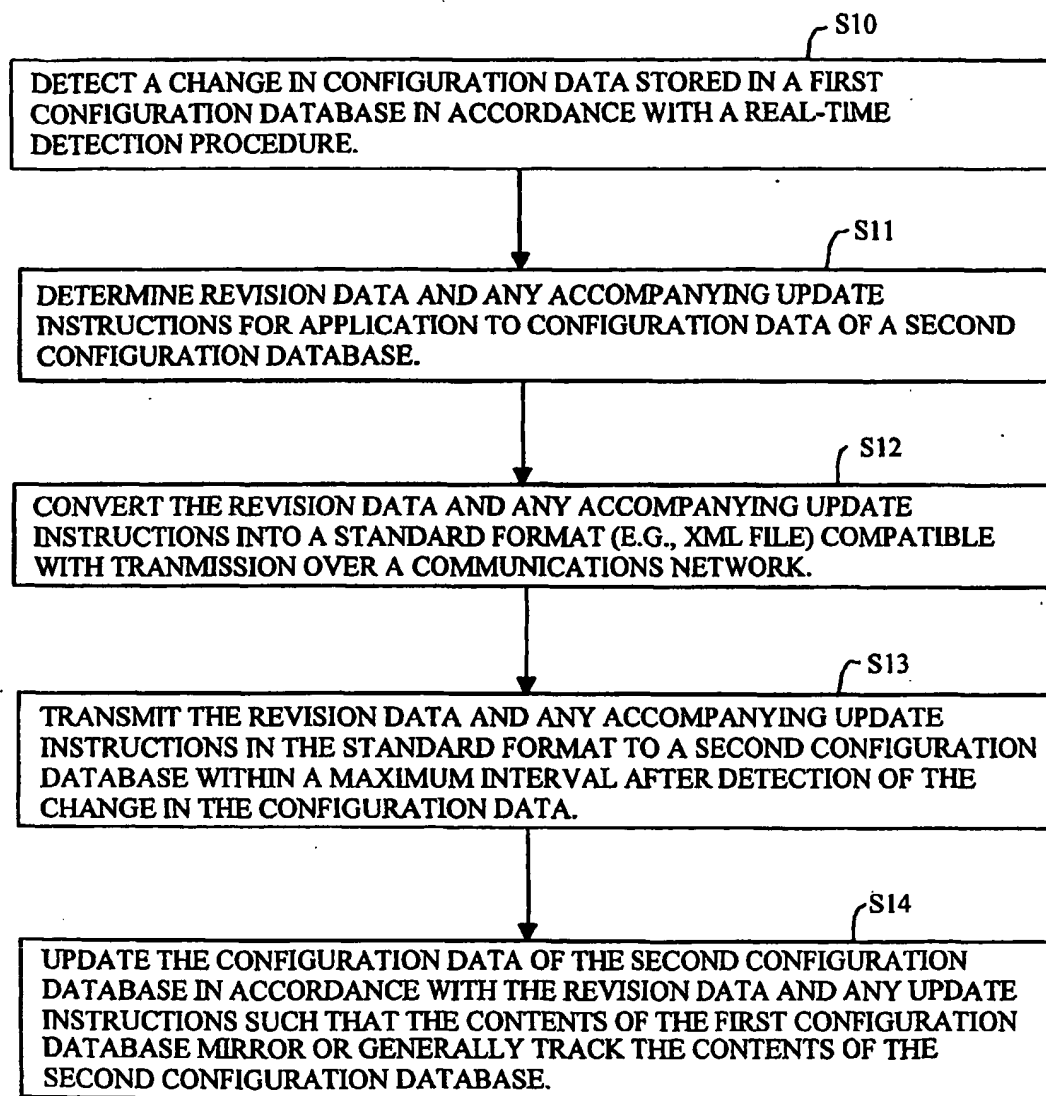 S10
DETECT A CHANGE IN CONFIGURATION DATA STORED IN A FIRST
CONFIGURATION DATABASE IN ACCORDANCE WITH A REAL-TIME
DETECTION PROCEDURE.
S11
DETERMINE REVISION DATA AND ANY ACCOMPANYING UPDATE
INSTRUCTIONS FOR APPLICATION TO CONFIGURATION DATA OF A SECOND
CONFIGURATION DATABASE.
S12
CONVERT THE REVISION DATA AND ANY ACCOMPANYING UPDATE
INSTRUCTIONS INTO A STANDARD FORMAT (E.G., XML FILE) COMPATIBLE
WITH TRANMISSION OVER A COMMUNICATIONS NETWORK.
S13
TRANSMIT THE REVISION DATA AND ANY ACCOMPANYING UPDATE
INSTRUCTIONS IN THE STANDARD FORMAT TO A SECOND CONFIGURATION
DATABASE WITHIN A MAXIMUM INTERVAL AFTER DETECTION OF THE
CHANGE IN THE CONFIGURATION DATA.
S14
UPDATE THE CONFIGURATION DATA OF THE SECOND CONFIGURATION
DATABASE IN ACCORDANCE WITH THE REVISION DATA AND ANY UPDATE
INSTRUCTIONS SUCH THAT THE CONTENTS OF THE FIRST CONFIGURATION
DATABASE MIRROR OR GENERALLY TRACK THE CONTENTS OF THE
SECOND CONFIGURATION DATABASE.